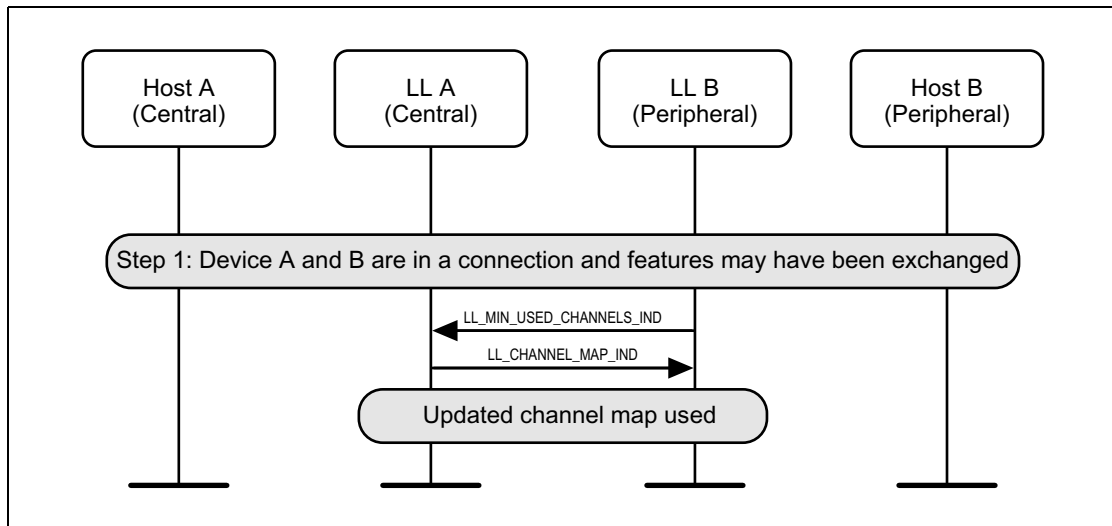 Host A
(Central)
LL A
(Central)
LL B
(Peripheral)
Host B
(Peripheral)
Step 1: Device A and B are in a connection and features may have been exchanged
LL_MIN_USED_CHANNELS_IND
LL_CHANNEL_MAP_IND
Updated channel map used